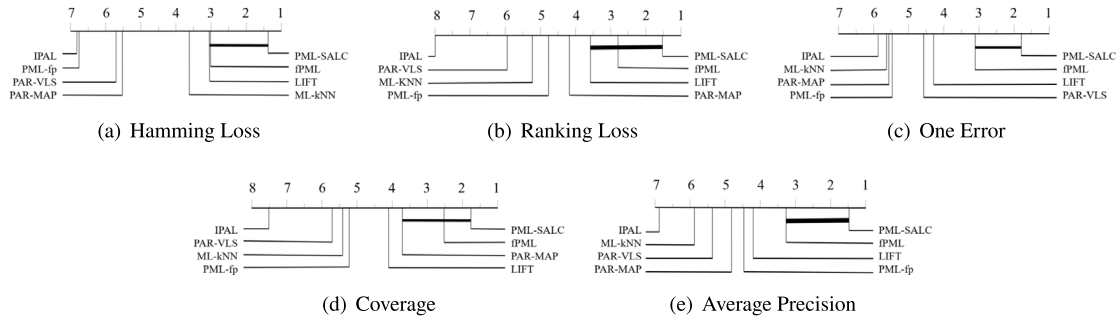 7 6 5 4 3 2 1
IPAL
PML-fp
PAR-VLS
PAR-MAP
PML-SALC
fPML
LIFT
ML-kNN
(a) Hamming Loss
8 7 6 5 4 3 2 1
IPAL
PAR-VLS
ML-KNN
PML-fp
PML-SALC
fPML
LIFT
PAR-MAP
(b) Ranking Loss
7 6 5 4 3 2 1
IPAL
ML-kNN
PAR-MAP
PML-fp
PML-SALC
fPML
LIFT
PAR-VLS
(c) One Error
8 7 6 5 4 3 2 1
IPAL
PAR-VLS
ML-kNN
PML-fp
PML-SALC
fPML
PAR-MAP
LIFT
(d) Coverage
7 6 5 4 3 2 1
IPAL
ML-kNN
PAR-VLS
PAR-MAP
PML-SALC
fPML
LIFT
PML-fp
(e) Average Precision